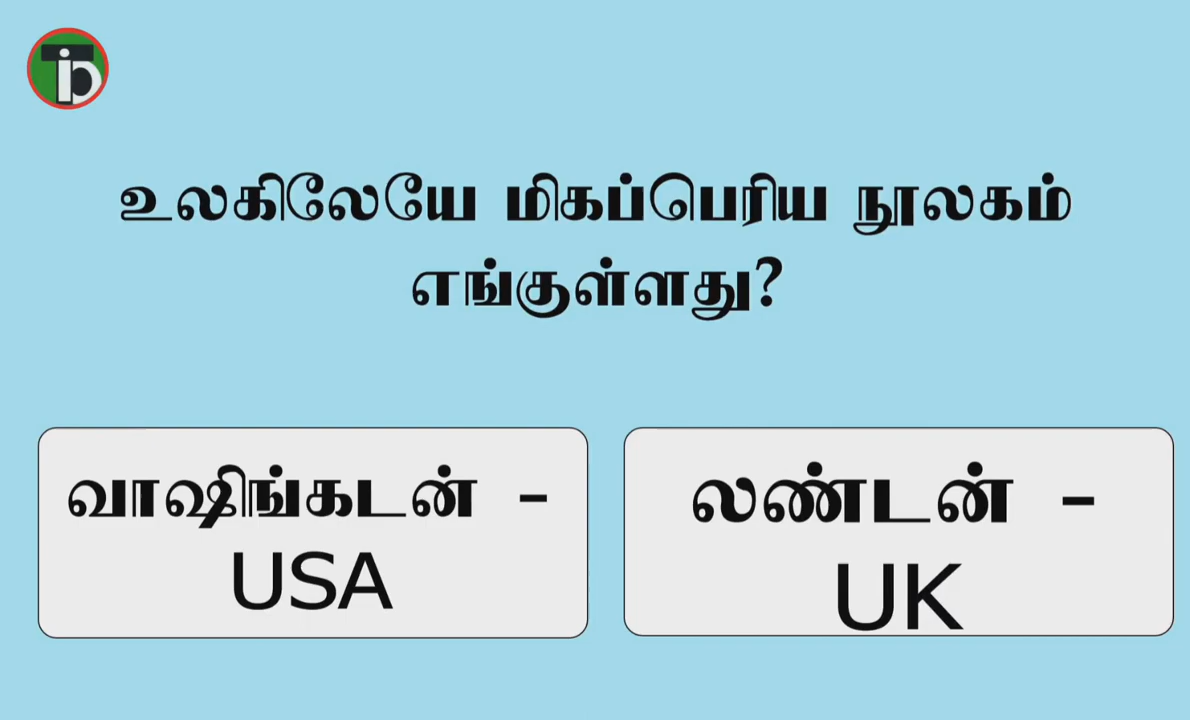 உலகிலேயே மிகப்பெரிய நூலகம்
எங்குள்ளது?
வாஷிங்கடன் -
USA
லண்டன் -
UK